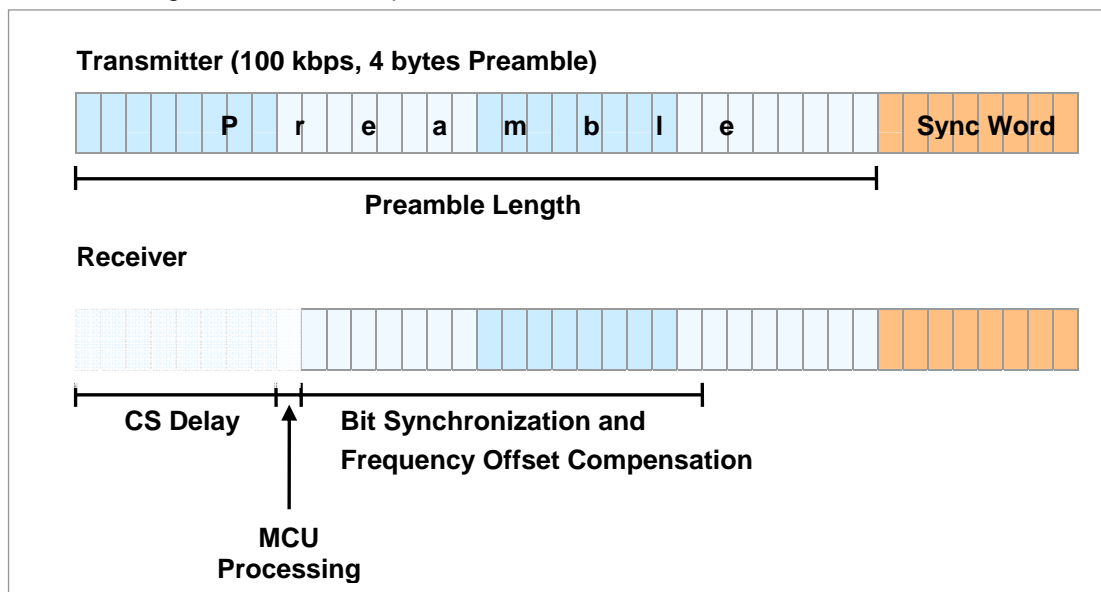 Transmitter (100 kbps, 4 bytes Preamble)
P r e a m b l e Sync Word
Preamble Length
Receiver
CS Delay
Bit Synchronization and
Frequency Offset Compensation
MCU
Processing